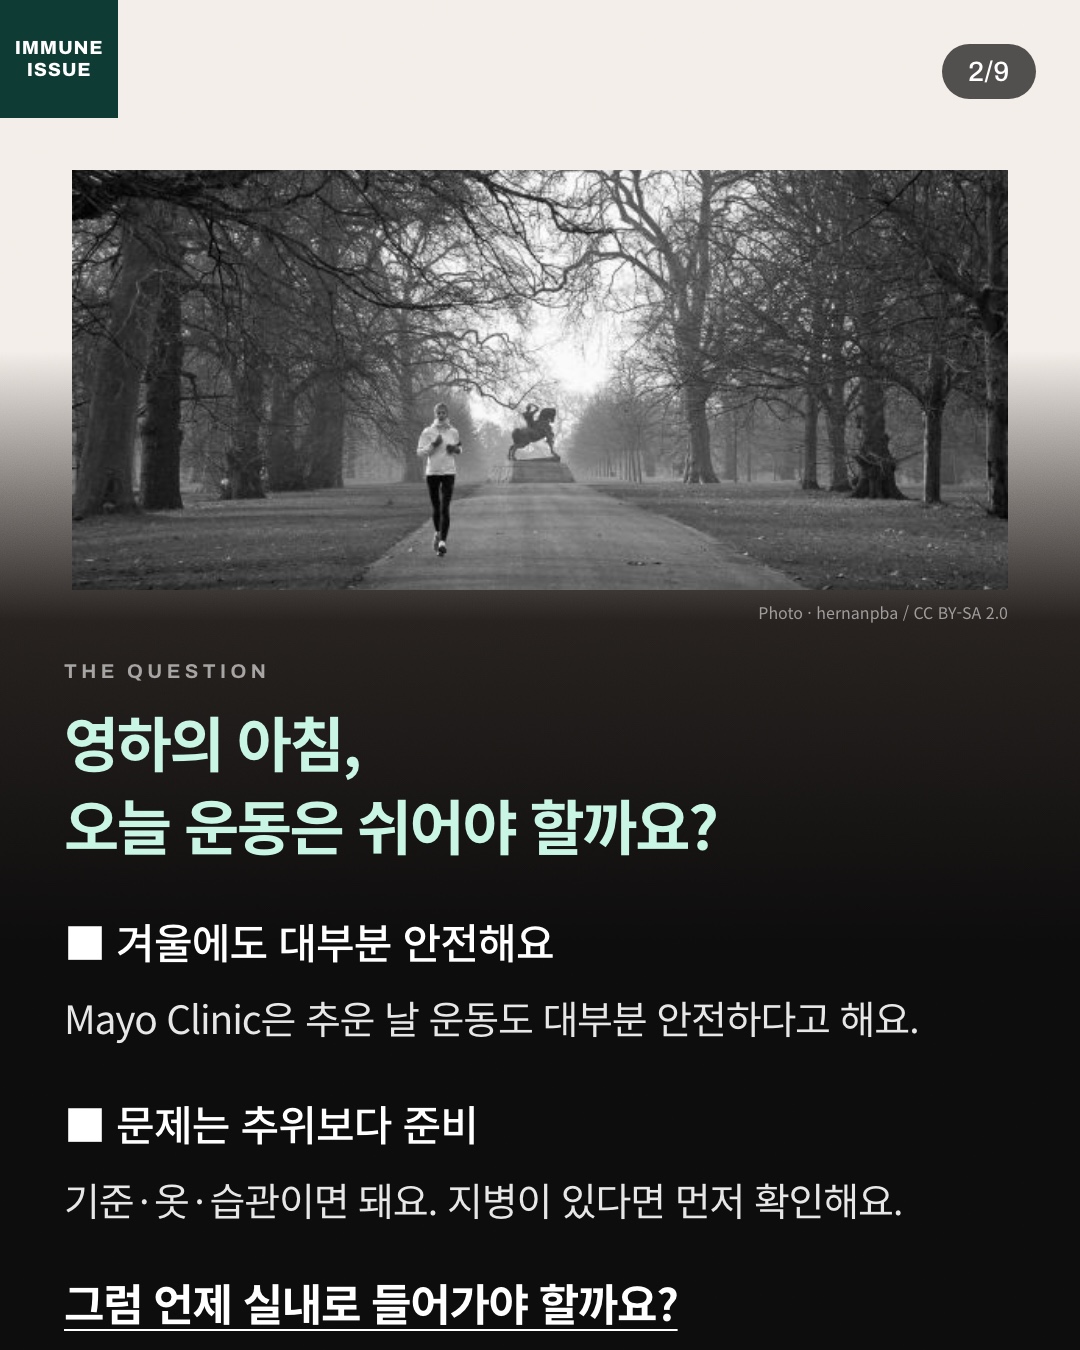 IMMUNE
ISSUE
2/9
Photo · hernanpba / CC BY-SA 2.0
THE QUESTION
영하의 아침,
오늘 운동은 쉬어야 할까요?
■ 겨울에도 대부분 안전해요
Mayo Clinic은 추운 날 운동도 대부분 안전하다고 해요.
■ 문제는 추위보다 준비
기준·옷·습관이면 돼요. 지병이 있다면 먼저 확인해요.
그럼 언제 실내로 들어가야 할까요?